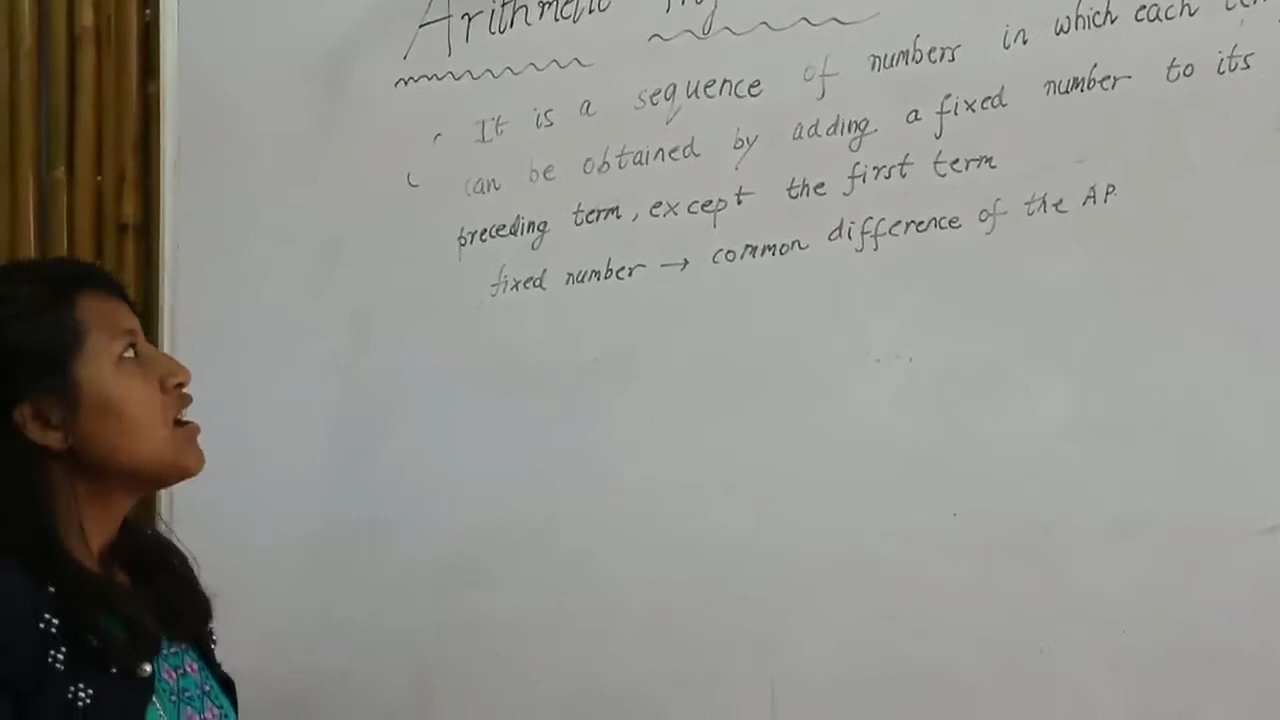 Arithmetic
It is a sequence of numbers in which each
can be obtained by adding a fixed number to its
preceding term, except the first term
fixed number → common difference of the AP.